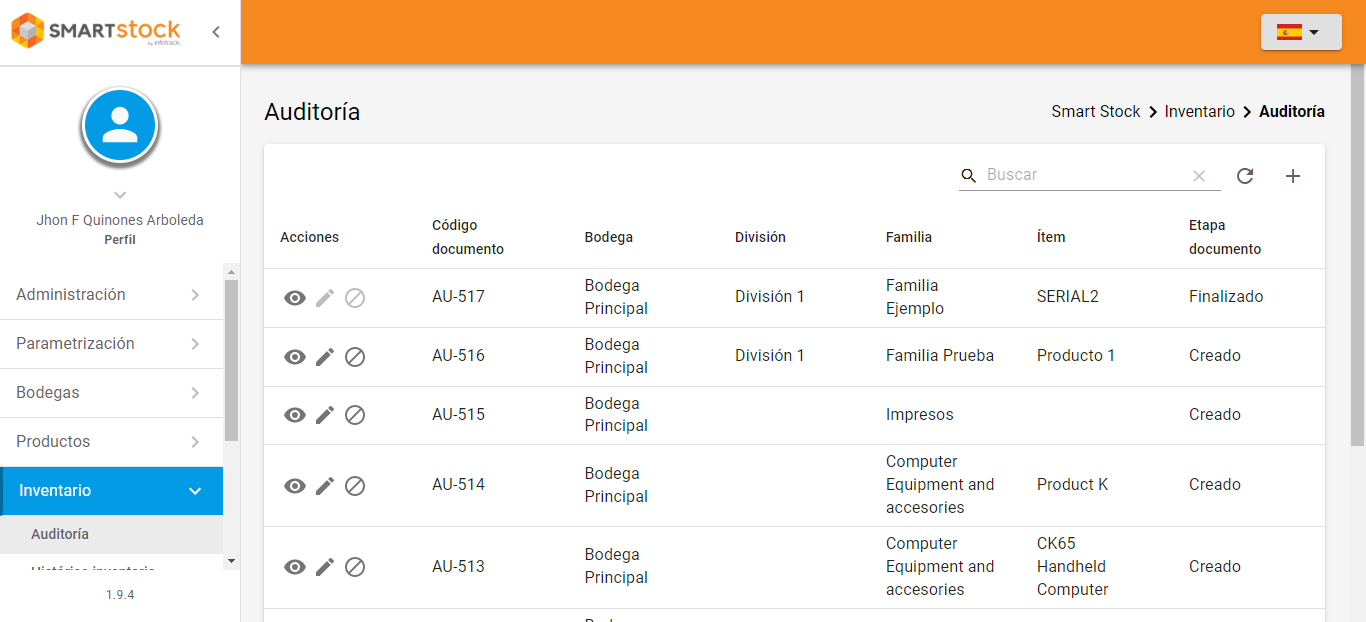 SMARTstock
by infotrack.
Jhon F Quinones Arboleda
Perfil
Administración
Parametrización
Bodegas
Productos
Inventario
Auditoría
Histórico inventario
1.9.4
Auditoría
Smart Stock > Inventario > Auditoría
Buscar
Acciones
Código
documento
Bodega
División
Familia
Ítem
Etapa
documento
AU-517
Bodega
Principal
División 1
Familia
Ejemplo
SERIAL2
Finalizado
AU-516
Bodega
Principal
División 1
Familia Prueba
Producto 1
Creado
AU-515
Bodega
Principal
Impresos
Creado
AU-514
Bodega
Principal
Computer
Equipment and
accesories
Product K
Creado
AU-513
Bodega
Principal
Computer
Equipment and
accesories
CK65
Handheld
Computer
Creado
Bodega